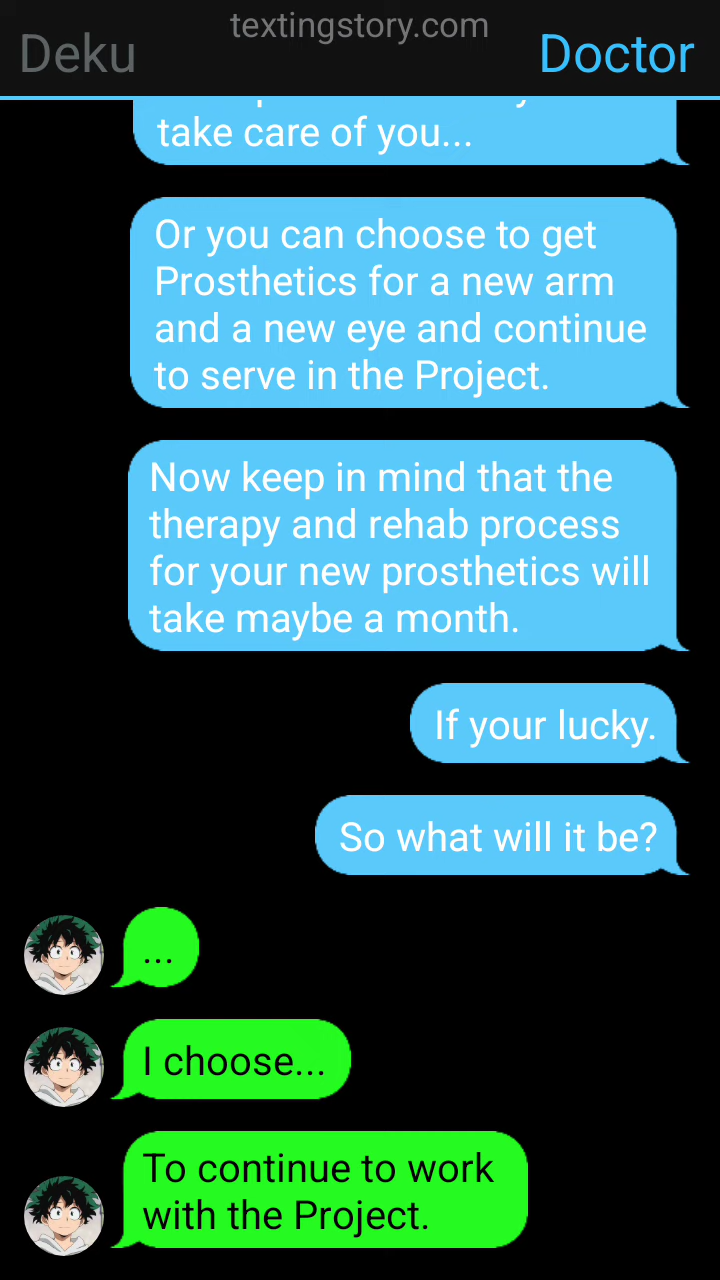 textingstory.com
Deku
Doctor
take care of you...
Or you can choose to get
Prosthetics for a new arm
and a new eye and continue
to serve in the Project.
Now keep in mind that the
therapy and rehab process
for your new prosthetics will
take maybe a month.
If your lucky.
So what will it be?
...
I choose...
To continue to work
with the Project.